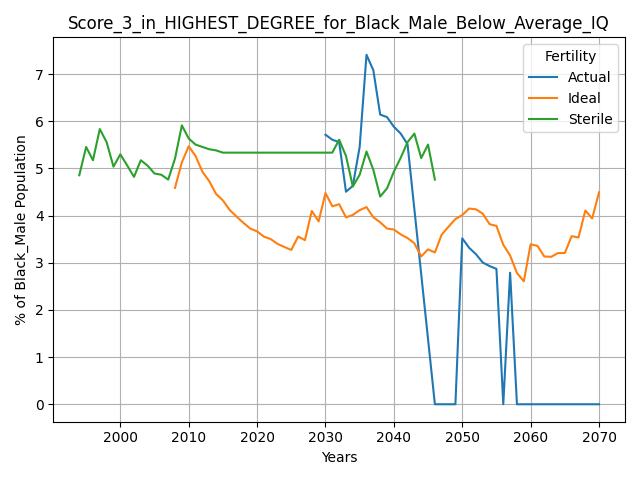 Score_3_in_HIGHEST_DEGREE_for_Black_Male_Below_Average_IQ
Fertility
Actual
Ideal
Sterile
% of Black_Male Population
7
6
5
4
3
2
1
0
2000
2010
2020
2030
2040
2050
2060
2070
Years